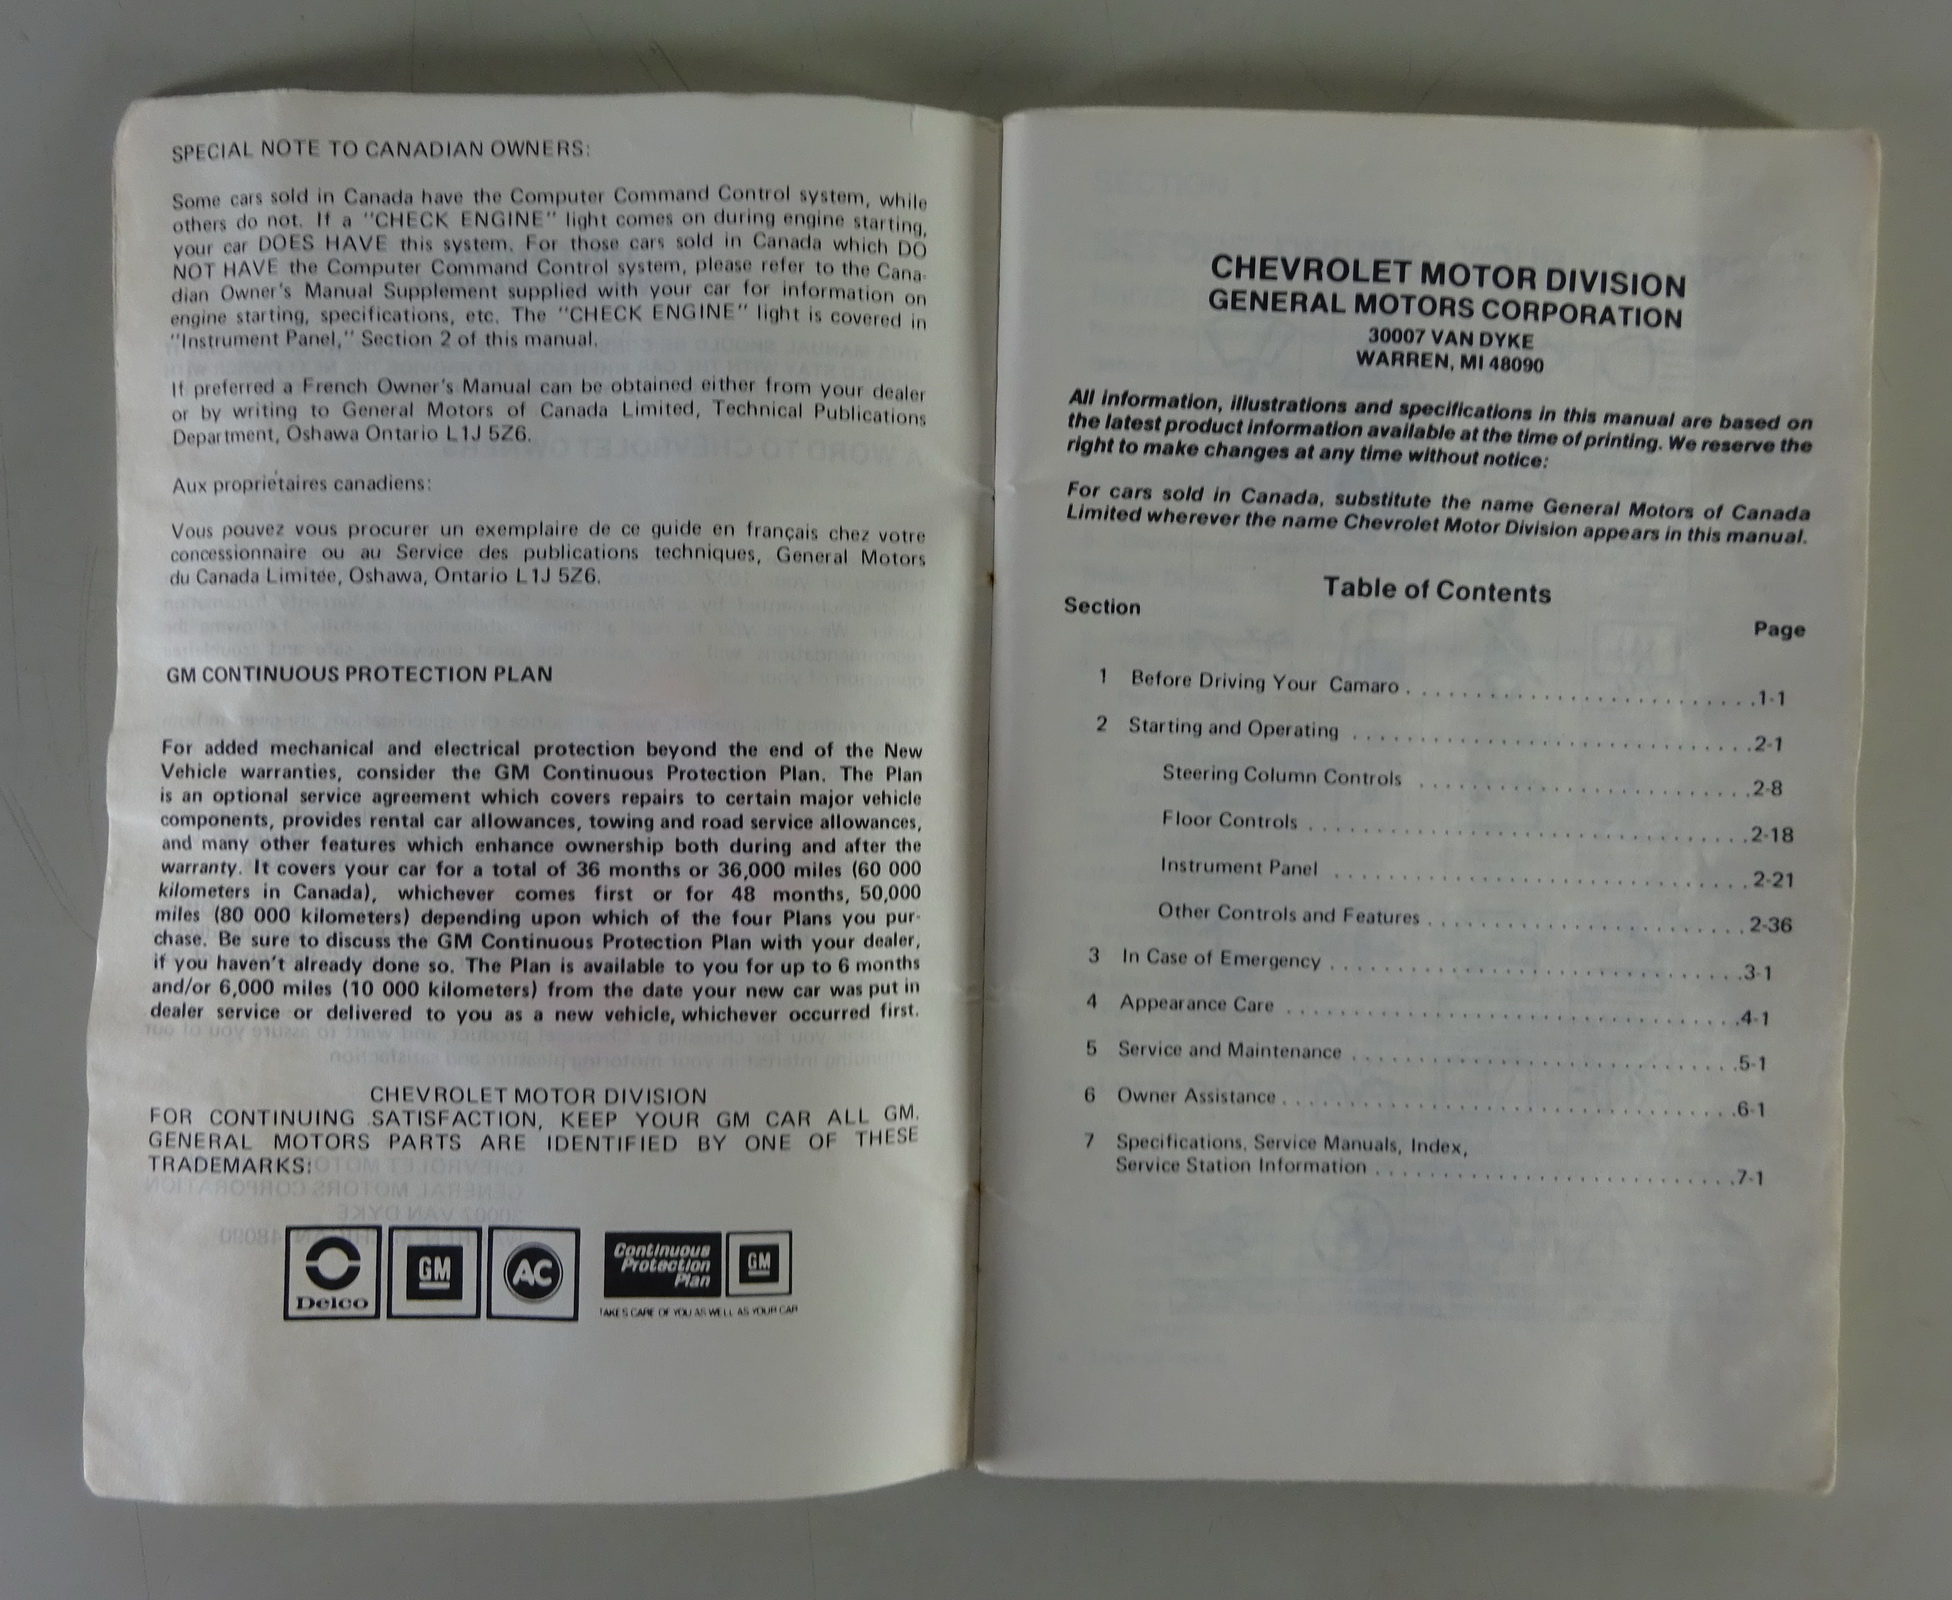 SPECIAL NOTE TO CANADIAN OWNERS:
Some cars sold in Canada have the Computer Command Control system, while
others do not. If a "CHECK ENGINE" light comes on during engine starting,
your car DOES HAVE this system. For those cars sold in Canada which DO
NOT HAVE the Computer Command Control system, please refer to the Cana-
dian Owner's Manual Supplement supplied with your car for information on
engine starting, specifications, etc. The "CHECK ENGINE" light is covered in
"Instrument Panel," Section 2 of this manual.
If preferred a French Owner's Manual can be obtained either from your dealer
or by writing to General Motors of Canada Limited, Technical Publications
Department, Oshawa Ontario L1J 5Z6.
Aux propriétaires canadiens:
Vous pouvez vous procurer un exemplaire de ce guide en français chez votre
concessionnaire ou au Service des publications techniques, General Motors
du Canada Limitée, Oshawa, Ontario L1J 5Z6.
GM CONTINUOUS PROTECTION PLAN
For added mechanical and electrical protection beyond the end of the New
Vehicle warranties, consider the GM Continuous Protection Plan. The Plan
is an optional service agreement which covers repairs to certain major vehicle
components, provides rental car allowances, towing and road service allowances,
and many other features which enhance ownership both during and after the
warranty. It covers your car for a total of 36 months or 36,000 miles (60 000
kilometers in Canada), whichever comes first or for 48 months, 50,000
miles (80 000 kilometers) depending upon which of the four Plans you pur-
chase. Be sure to discuss the GM Continuous Protection Plan with your dealer,
if you haven't already done so. The Plan is available to you for up to 6 months
and/or 6,000 miles (10 000 kilometers) from the date your new car was put in
dealer service or delivered to you as a new vehicle, whichever occurred first.
CHEVROLET MOTOR DIVISION
FOR CONTINUING SATISFACTION, KEEP YOUR GM CAR ALL GM.
GENERAL MOTORS PARTS ARE IDENTIFIED BY ONE OF THESE
TRADEMARKS:
Delco
GM
AC
Continuous
Protection
Plan
GM
TAKES CARE OF YOU AS WELL AS YOUR CAR
CHEVROLET MOTOR DIVISION
GENERAL MOTORS CORPORATION
30007 VAN DYKE
WARREN, MI 48090
All information, illustrations and specifications in this manual are based on
the latest product information available at the time of printing. We reserve the
right to make changes at any time without notice:
For cars sold in Canada, substitute the name General Motors of Canada
Limited wherever the name Chevrolet Motor Division appears in this manual.
Table of Contents
Section
Page
1 Before Driving Your Camaro . . . . . . . . . . . . . . . . . . . . . . . . . . 1-1
2 Starting and Operating . . . . . . . . . . . . . . . . . . . . . . . . . . . . . . 2-1
Steering Column Controls . . . . . . . . . . . . . . . . . . . . . . . . . 2-8
Floor Controls . . . . . . . . . . . . . . . . . . . . . . . . . . . . . . . . . 2-18
Instrument Panel . . . . . . . . . . . . . . . . . . . . . . . . . . . . . . . 2-21
Other Controls and Features . . . . . . . . . . . . . . . . . . . . . . . . 2-36
3 In Case of Emergency . . . . . . . . . . . . . . . . . . . . . . . . . . . . . . . 3-1
4 Appearance Care . . . . . . . . . . . . . . . . . . . . . . . . . . . . . . . . . . 4-1
5 Service and Maintenance . . . . . . . . . . . . . . . . . . . . . . . . . . . . . 5-1
6 Owner Assistance . . . . . . . . . . . . . . . . . . . . . . . . . . . . . . . . . . 6-1
7 Specifications, Service Manuals, Index,
Service Station Information . . . . . . . . . . . . . . . . . . . . . . . . . . . 7-1